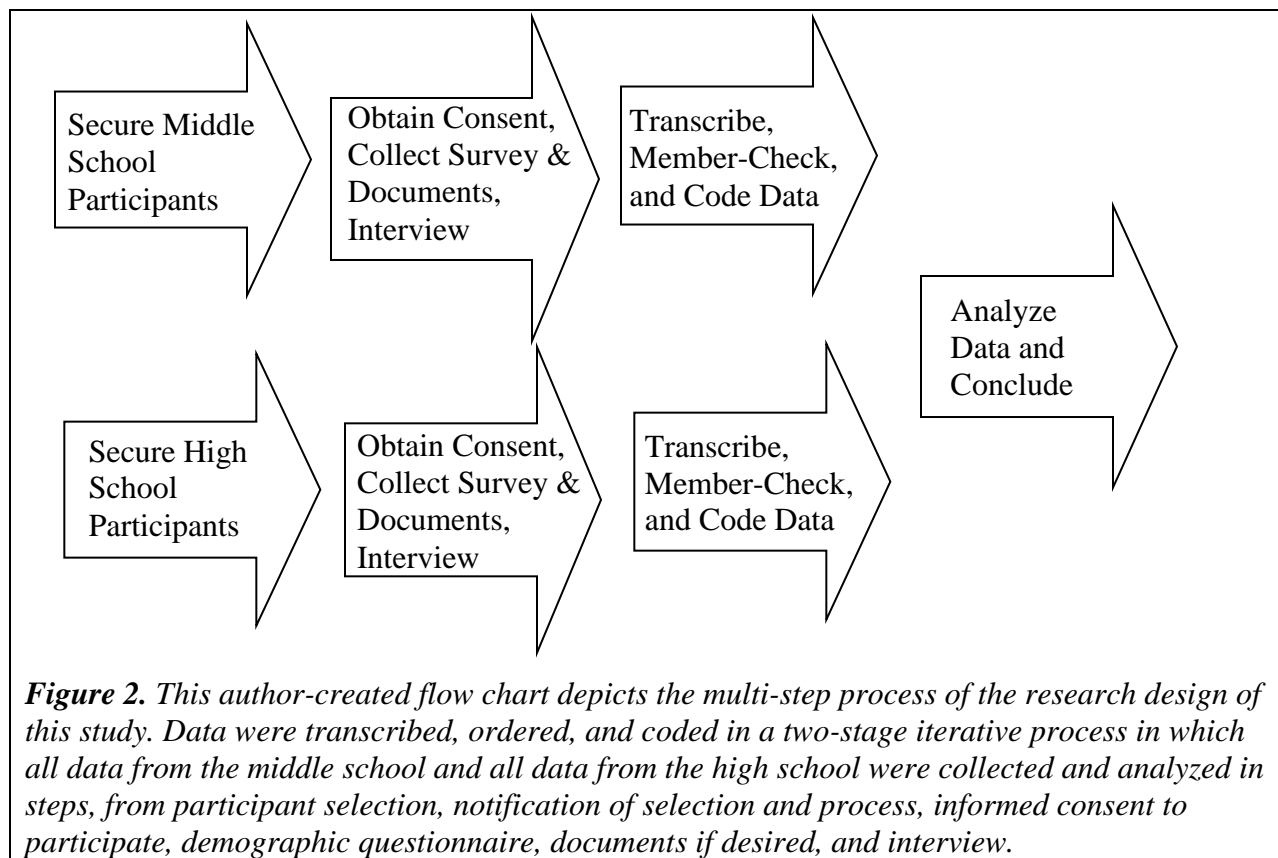 Secure Middle
School
Participants
Obtain Consent,
Collect Survey &
Documents,
Interview
Transcribe,
Member-Check,
and Code Data
Analyze
Data and
Conclude
Secure High
School
Participants
Obtain Consent,
Collect Survey &
Documents,
Interview
Transcribe,
Member-Check,
and Code Data
Figure 2. This author-created flow chart depicts the multi-step process of the research design of
this study. Data were transcribed, ordered, and coded in a two-stage iterative process in which
all data from the middle school and all data from the high school were collected and analyzed in
steps, from participant selection, notification of selection and process, informed consent to
participate, demographic questionnaire, documents if desired, and interview.